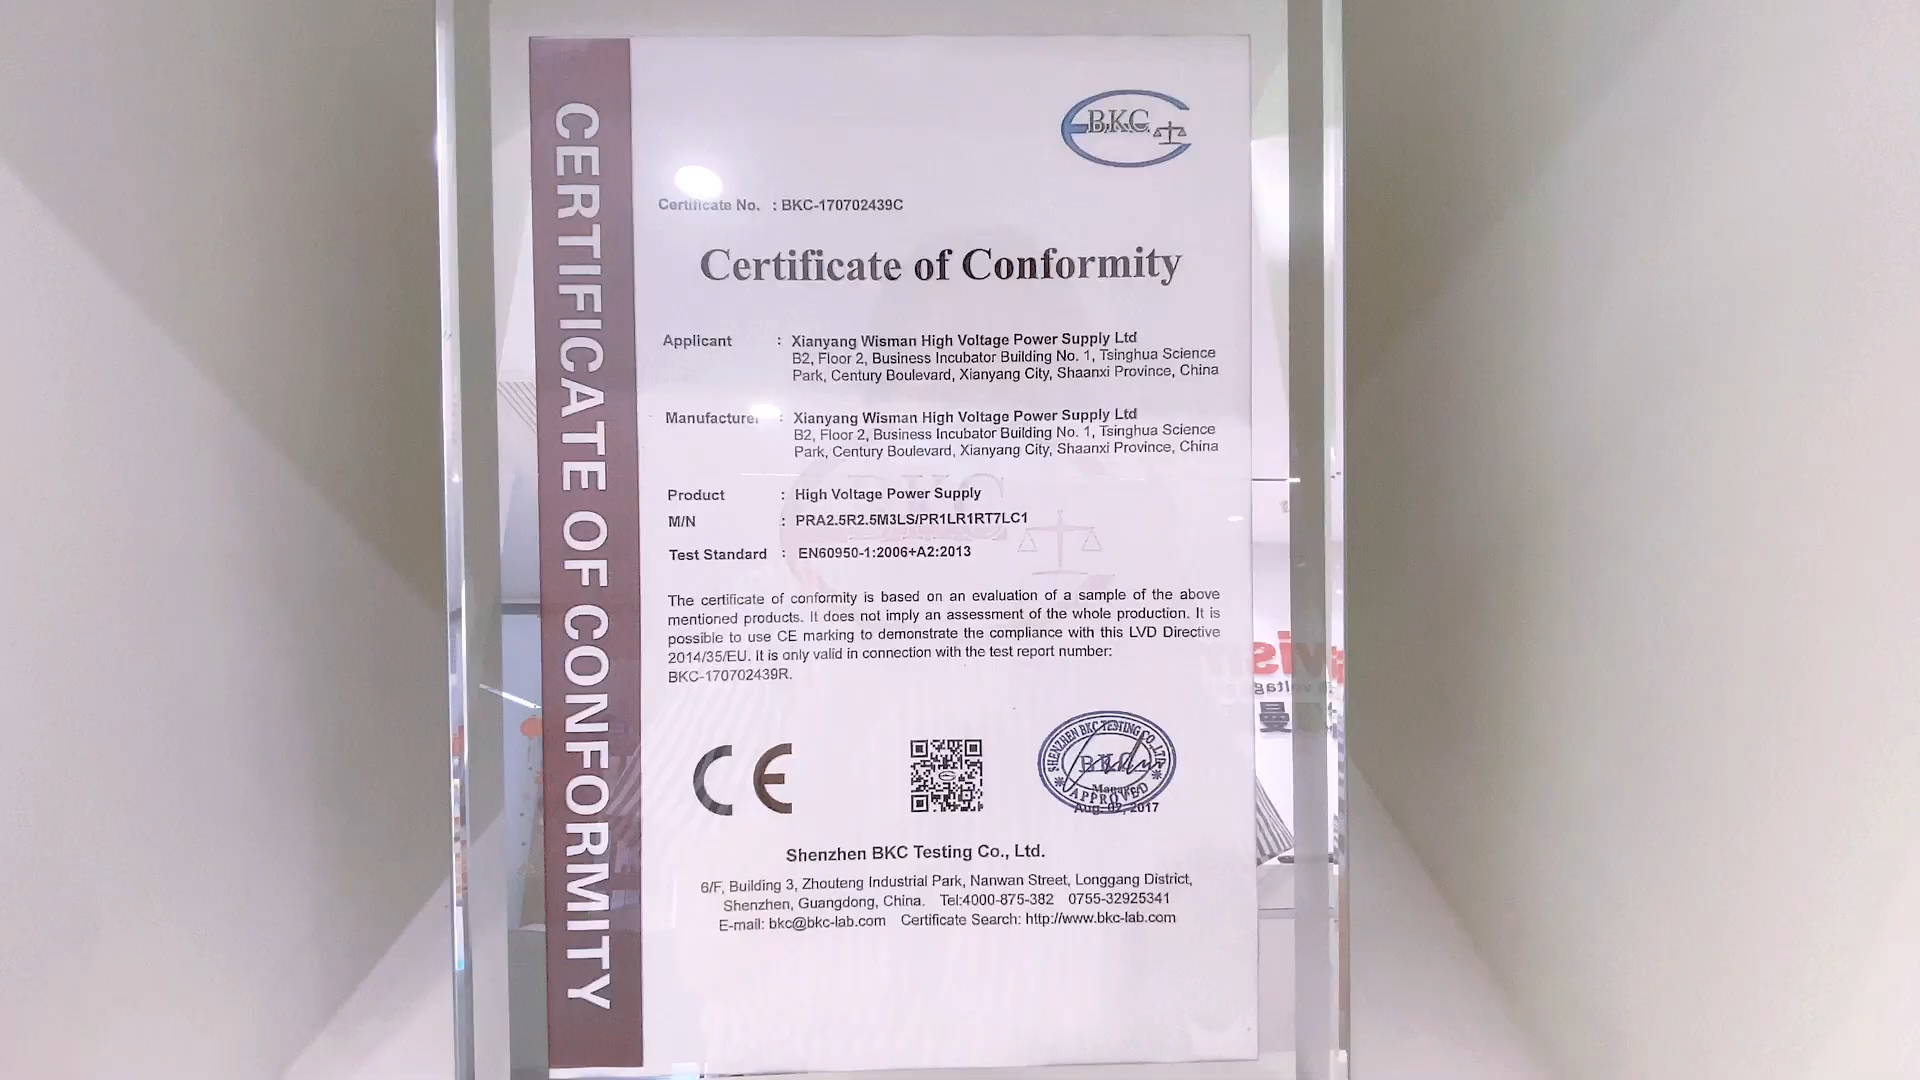 CERTIFICATE OF CONFORMITY
BKC
Certificate No. : BKC-170702439C
Certificate of Conformity
Applicant : Xianyang Wisman High Voltage Power Supply Ltd
B2, Floor 2, Business Incubator Building No. 1, Tsinghua Science
Park, Century Boulevard, Xianyang City, Shaanxi Province, China
Manufacturer : Xianyang Wisman High Voltage Power Supply Ltd
B2, Floor 2, Business Incubator Building No. 1, Tsinghua Science
Park, Century Boulevard, Xianyang City, Shaanxi Province, China
BKC
Product : High Voltage Power Supply
M/N : PRA2.5R2.5M3LS/PR1LR1RT7LC1
Test Standard : EN60950-1:2006+A2:2013
The certificate of conformity is based on an evaluation of a sample of the above
mentioned products. It does not imply an assessment of the whole production. It is
possible to use CE marking to demonstrate the compliance with this LVD Directive
2014/35/EU. It is only valid in connection with the test report number:
BKC-170702439R.
CE
SHENZHEN BKC TESTING CO.,LTD.
BKC
Manager
APPROVED
Aug. 02, 2017
Shenzhen BKC Testing Co., Ltd.
6/F, Building 3, Zhouteng Industrial Park, Nanwan Street, Longgang District,
Shenzhen, Guangdong, China. Tel:4000-875-382 0755-32925341
E-mail: bkc@bkc-lab.com Certificate Search: http://www.bkc-lab.com